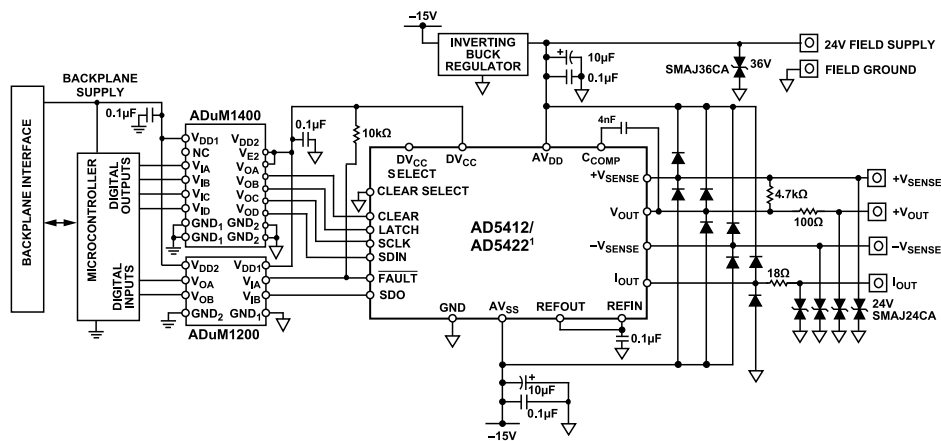 –15V
INVERTING
BUCK
REGULATOR
10µF
0.1µF
SMAJ36CA
36V
24V FIELD SUPPLY
FIELD GROUND
BACKPLANE
SUPPLY
0.1µF
ADuM1400
VDD1
NC
VIA
VIB
VIC
VID
GND1
GND1
VDD2
VE2
VOA
VOB
VOC
VOD
GND2
GND2
0.1µF
10kΩ
4nF
BACKPLANE INTERFACE
MICROCONTROLLER
DIGITAL
OUTPUTS
DIGITAL
INPUTS
VDD2
VOA
VOB
GND2
VDD1
VIA
VIB
GND1
ADuM1200
DVCC
SELECT
DVCC
AVDD
CCOMP
CLEAR SELECT
CLEAR
LATCH
SCLK
SDIN
FAULT
SDO
AD5412/
AD5422¹
+VSENSE
VOUT
–VSENSE
IOUT
GND
AVSS
REFOUT
REFIN
0.1µF
4.7kΩ
100Ω
18Ω
+VSENSE
+VOUT
–VSENSE
IOUT
24V
SMAJ24CA
10µF
0.1µF
–15V